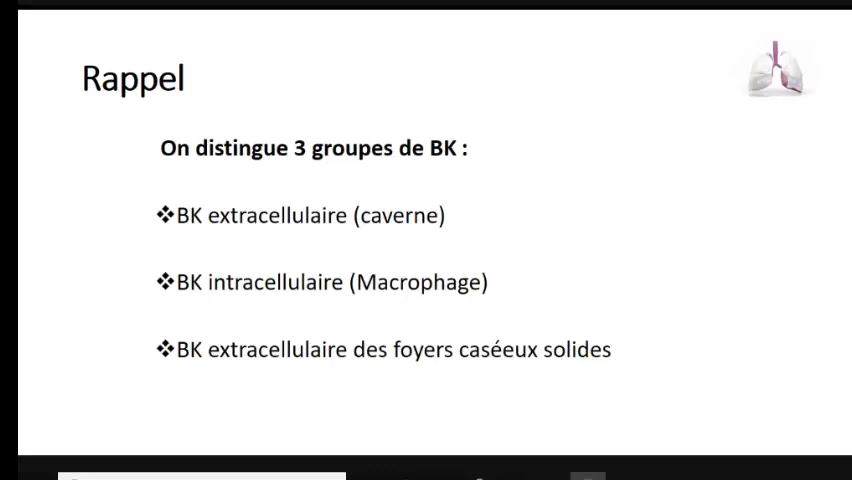 Rappel
On distingue 3 groupes de BK :
❖BK extracellulaire (caverne)
❖BK intracellulaire (Macrophage)
❖BK extracellulaire des foyers caséeux solides